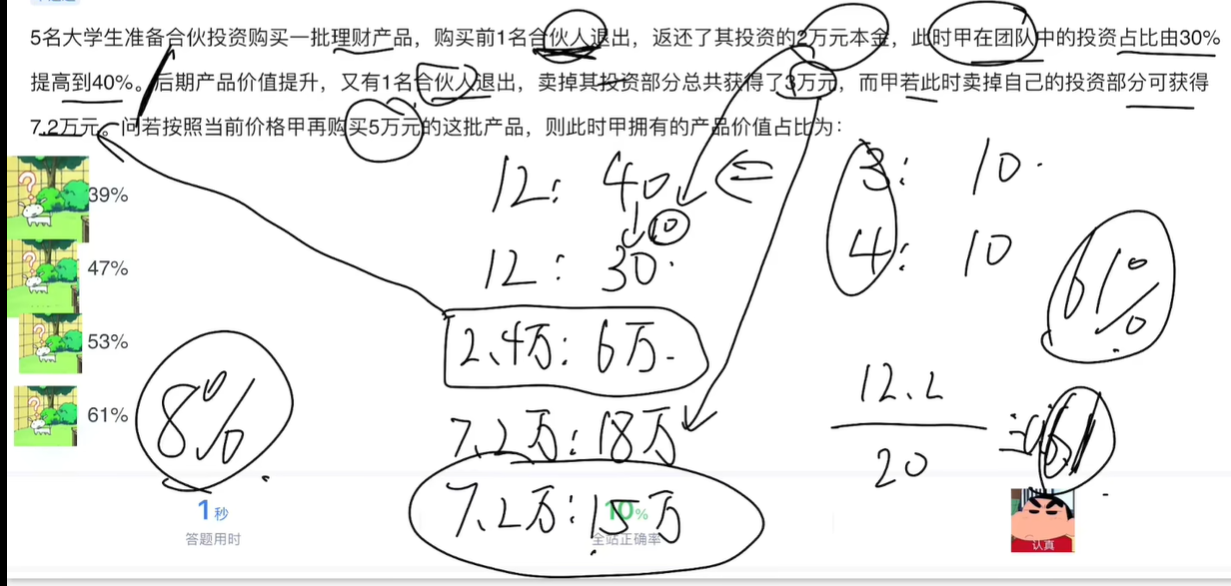 5名大学生准备合伙投资购买一批理财产品，购买前1名合伙人退出，返还了其投资的2万元本金，此时甲在团队中的投资占比由30%
提高到40%。后期产品价值提升，又有1名合伙人退出，卖掉其投资部分总共获得了3万元，而甲若此时卖掉自己的投资部分可获得
7.2万元。问若按照当前价格甲再购买5万元的这批产品，则此时甲拥有的产品价值占比为：
12: 40 ⇐ 3: 10
39%
10
12: 30 4: 10
47%
61%
2.4万: 6万
53%
12.2
61%
8%
7.2万: 18万
20
61
7.2万: 15万
1秒
10%
答题用时
全站正确率
认真